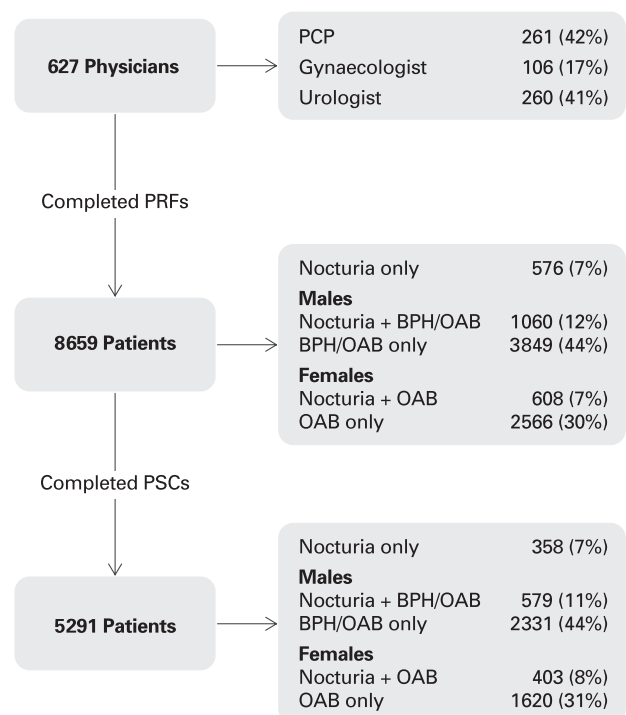 627 Physicians
PCP 261 (42%)
Gynaecologist 106 (17%)
Urologist 260 (41%)
Completed PRFs
8659 Patients
Nocturia only 576 (7%)
Males
Nocturia + BPH/OAB 1060 (12%)
BPH/OAB only 3849 (44%)
Females
Nocturia + OAB 608 (7%)
OAB only 2566 (30%)
Completed PSCs
5291 Patients
Nocturia only 358 (7%)
Males
Nocturia + BPH/OAB 579 (11%)
BPH/OAB only 2331 (44%)
Females
Nocturia + OAB 403 (8%)
OAB only 1620 (31%)